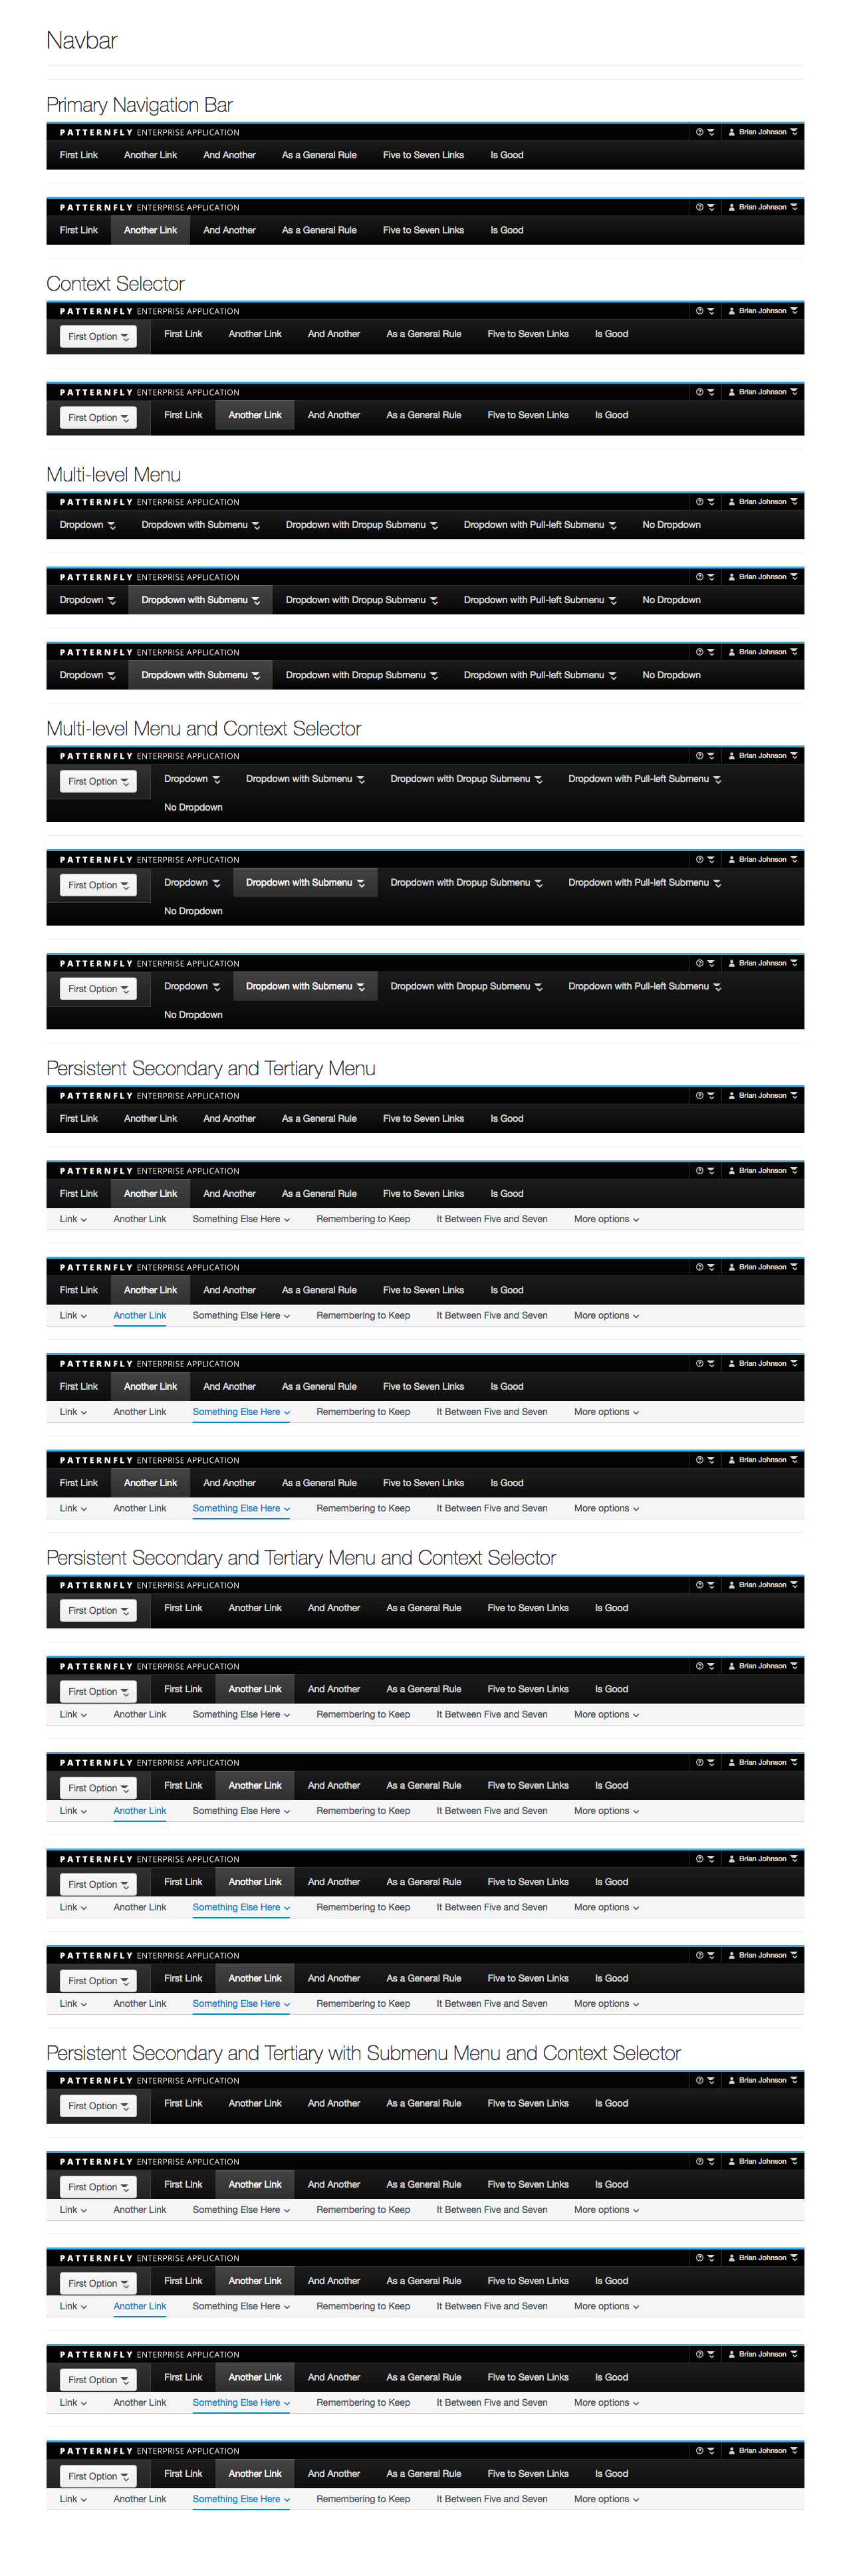 Navbar
Primary Navigation Bar
PATTERNFLY ENTERPRISE APPLICATION Brian Johnson
First Link Another Link And Another As a General Rule Five to Seven Links Is Good
PATTERNFLY ENTERPRISE APPLICATION Brian Johnson
First Link Another Link And Another As a General Rule Five to Seven Links Is Good
Context Selector
PATTERNFLY ENTERPRISE APPLICATION Brian Johnson
First Option First Link Another Link And Another As a General Rule Five to Seven Links Is Good
PATTERNFLY ENTERPRISE APPLICATION Brian Johnson
First Option First Link Another Link And Another As a General Rule Five to Seven Links Is Good
Multi-level Menu
PATTERNFLY ENTERPRISE APPLICATION Brian Johnson
Dropdown Dropdown with Submenu Dropdown with Dropup Submenu Dropdown with Pull-left Submenu No Dropdown
PATTERNFLY ENTERPRISE APPLICATION Brian Johnson
Dropdown Dropdown with Submenu Dropdown with Dropup Submenu Dropdown with Pull-left Submenu No Dropdown
PATTERNFLY ENTERPRISE APPLICATION Brian Johnson
Dropdown Dropdown with Submenu Dropdown with Dropup Submenu Dropdown with Pull-left Submenu No Dropdown
Multi-level Menu and Context Selector
PATTERNFLY ENTERPRISE APPLICATION Brian Johnson
First Option Dropdown Dropdown with Submenu Dropdown with Dropup Submenu Dropdown with Pull-left Submenu
No Dropdown
PATTERNFLY ENTERPRISE APPLICATION Brian Johnson
First Option Dropdown Dropdown with Submenu Dropdown with Dropup Submenu Dropdown with Pull-left Submenu
No Dropdown
PATTERNFLY ENTERPRISE APPLICATION Brian Johnson
First Option Dropdown Dropdown with Submenu Dropdown with Dropup Submenu Dropdown with Pull-left Submenu
No Dropdown
Persistent Secondary and Tertiary Menu
PATTERNFLY ENTERPRISE APPLICATION Brian Johnson
First Link Another Link And Another As a General Rule Five to Seven Links Is Good
PATTERNFLY ENTERPRISE APPLICATION Brian Johnson
First Link Another Link And Another As a General Rule Five to Seven Links Is Good
Link Another Link Something Else Here Remembering to Keep It Between Five and Seven More options
PATTERNFLY ENTERPRISE APPLICATION Brian Johnson
First Link Another Link And Another As a General Rule Five to Seven Links Is Good
Link Another Link Something Else Here Remembering to Keep It Between Five and Seven More options
PATTERNFLY ENTERPRISE APPLICATION Brian Johnson
First Link Another Link And Another As a General Rule Five to Seven Links Is Good
Link Another Link Something Else Here Remembering to Keep It Between Five and Seven More options
PATTERNFLY ENTERPRISE APPLICATION Brian Johnson
First Link Another Link And Another As a General Rule Five to Seven Links Is Good
Link Another Link Something Else Here Remembering to Keep It Between Five and Seven More options
Persistent Secondary and Tertiary Menu and Context Selector
PATTERNFLY ENTERPRISE APPLICATION Brian Johnson
First Option First Link Another Link And Another As a General Rule Five to Seven Links Is Good
PATTERNFLY ENTERPRISE APPLICATION Brian Johnson
First Option First Link Another Link And Another As a General Rule Five to Seven Links Is Good
Link Another Link Something Else Here Remembering to Keep It Between Five and Seven More options
PATTERNFLY ENTERPRISE APPLICATION Brian Johnson
First Option First Link Another Link And Another As a General Rule Five to Seven Links Is Good
Link Another Link Something Else Here Remembering to Keep It Between Five and Seven More options
PATTERNFLY ENTERPRISE APPLICATION Brian Johnson
First Option First Link Another Link And Another As a General Rule Five to Seven Links Is Good
Link Another Link Something Else Here Remembering to Keep It Between Five and Seven More options
PATTERNFLY ENTERPRISE APPLICATION Brian Johnson
First Option First Link Another Link And Another As a General Rule Five to Seven Links Is Good
Link Another Link Something Else Here Remembering to Keep It Between Five and Seven More options
Persistent Secondary and Tertiary with Submenu Menu and Context Selector
PATTERNFLY ENTERPRISE APPLICATION Brian Johnson
First Option First Link Another Link And Another As a General Rule Five to Seven Links Is Good
PATTERNFLY ENTERPRISE APPLICATION Brian Johnson
First Option First Link Another Link And Another As a General Rule Five to Seven Links Is Good
Link Another Link Something Else Here Remembering to Keep It Between Five and Seven More options
PATTERNFLY ENTERPRISE APPLICATION Brian Johnson
First Option First Link Another Link And Another As a General Rule Five to Seven Links Is Good
Link Another Link Something Else Here Remembering to Keep It Between Five and Seven More options
PATTERNFLY ENTERPRISE APPLICATION Brian Johnson
First Option First Link Another Link And Another As a General Rule Five to Seven Links Is Good
Link Another Link Something Else Here Remembering to Keep It Between Five and Seven More options
PATTERNFLY ENTERPRISE APPLICATION Brian Johnson
First Option First Link Another Link And Another As a General Rule Five to Seven Links Is Good
Link Another Link Something Else Here Remembering to Keep It Between Five and Seven More options